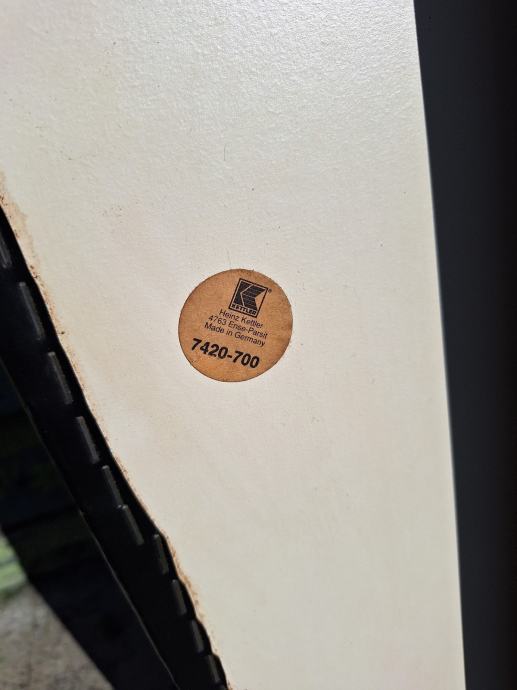 KETTLER
Heinz Kettler
4763 Ense-Parsit
Made in Germany
7420-700